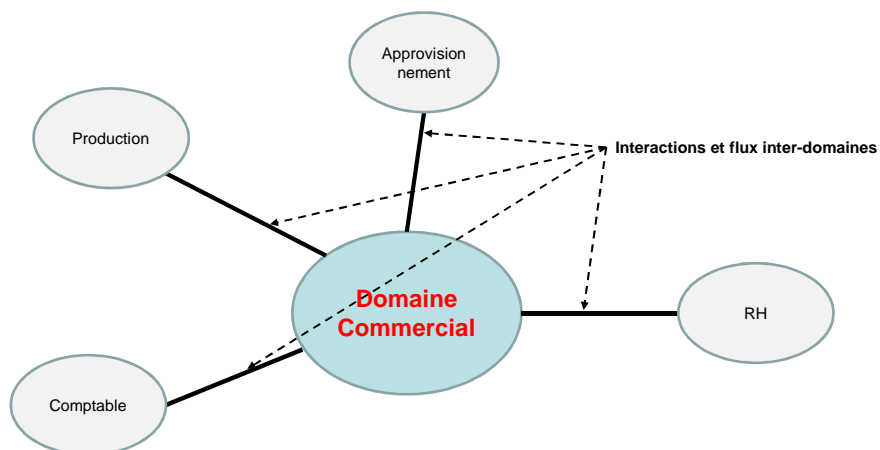 Approvision
nement
Production
Interactions et flux inter-domaines
Domaine
Commercial
RH
Comptable